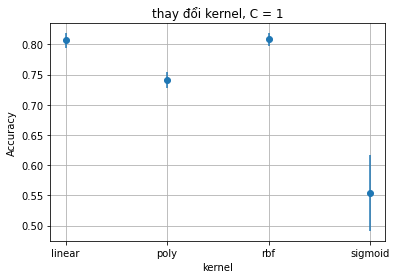 thay đổi kernel, C = 1
Accuracy
0.80
0.75
0.70
0.65
0.60
0.55
0.50
linear poly rbf sigmoid
kernel